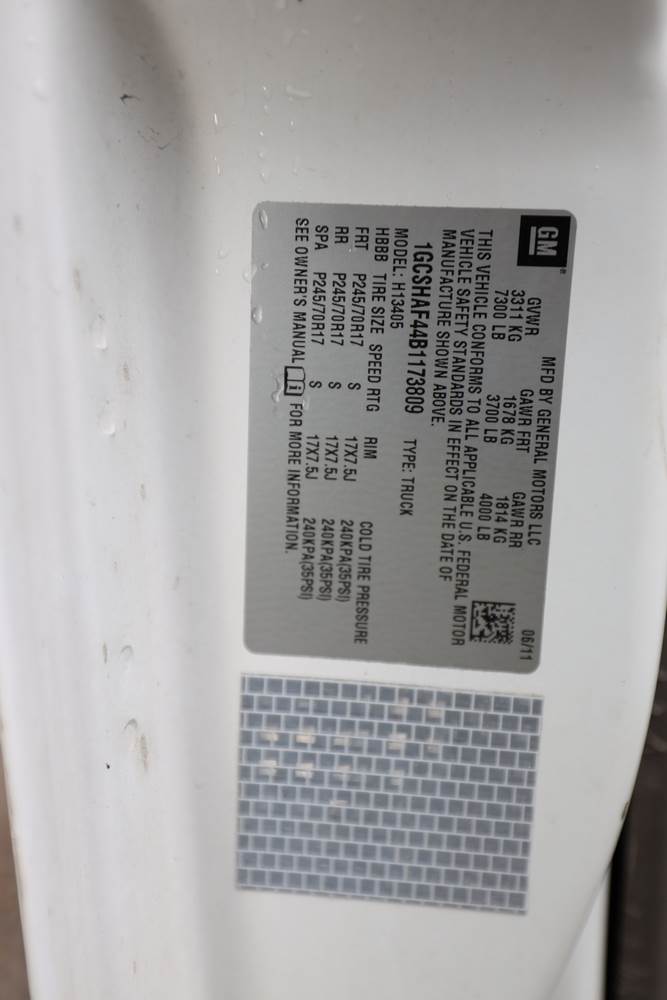 GM
MFD BY GENERAL MOTORS LLC 06/11
GVWR GAWR FRT GAWR RR
3311 KG 1678 KG 1814 KG
7300 LB 3700 LB 4000 LB
THIS VEHICLE CONFORMS TO ALL APPLICABLE U.S. FEDERAL MOTOR
VEHICLE SAFETY STANDARDS IN EFFECT ON THE DATE OF
MANUFACTURE SHOWN ABOVE.
1GCSHAF44B1173809 TYPE: TRUCK
MODEL: H13405
HBBB TIRE SIZE SPEED RTG RIM COLD TIRE PRESSURE
FRT P245/70R17 S 17X7.5J 240KPA(35PSI)
RR P245/70R17 S 17X7.5J 240KPA(35PSI)
SPA P245/70R17 S 17X7.5J 240KPA(35PSI)
SEE OWNER'S MANUAL FOR MORE INFORMATION.